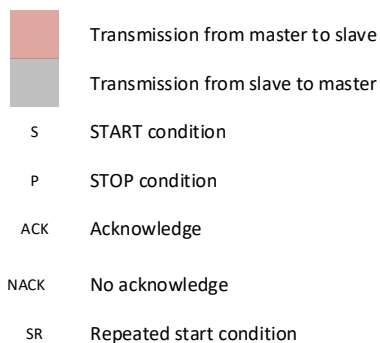 Transmission from master to slave
Transmission from slave to master
S START condition
P STOP condition
ACK Acknowledge
NACK No acknowledge
SR Repeated start condition